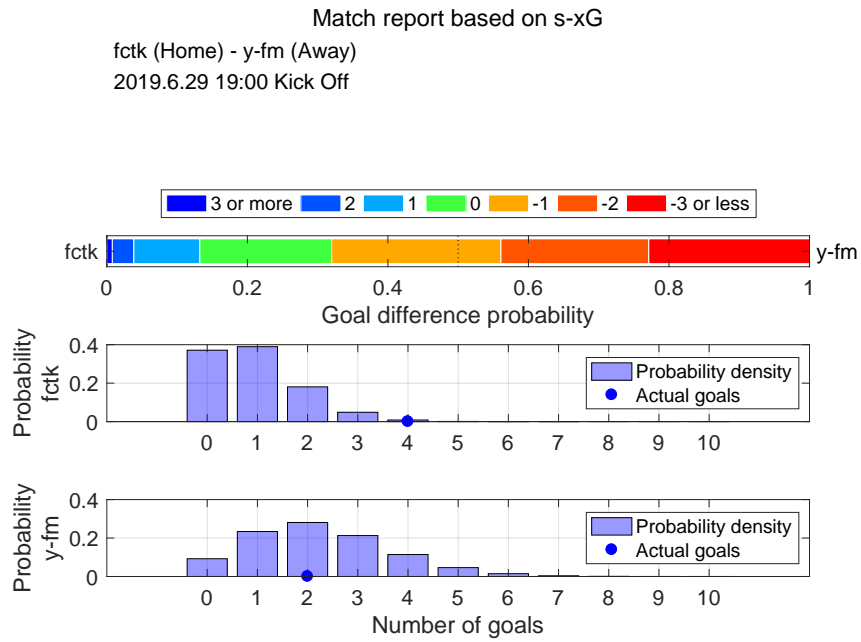 Match report based on s-xG
fctk (Home) - y-fm (Away)
2019.6.29 19:00 Kick Off
3 or more 2 1 0 -1 -2 -3 or less
fctk
y-fm
0 0.2 0.4 0.6 0.8 1
Goal difference probability
Probability
fctk
0.4
0.2
0
Probability density
Actual goals
0 1 2 3 4 5 6 7 8 9 10
Probability
y-fm
0.4
0.2
0
Probability density
Actual goals
0 1 2 3 4 5 6 7 8 9 10
Number of goals